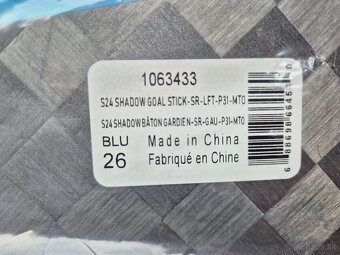 1063433
S24 SHADOW GOAL STICK-SR-LFT-P31-MTO
S24 SHADOW BÂTON GARDIEN-SR-GAU-P31-MTO
BLU Made in China
26 Fabriqué en Chine